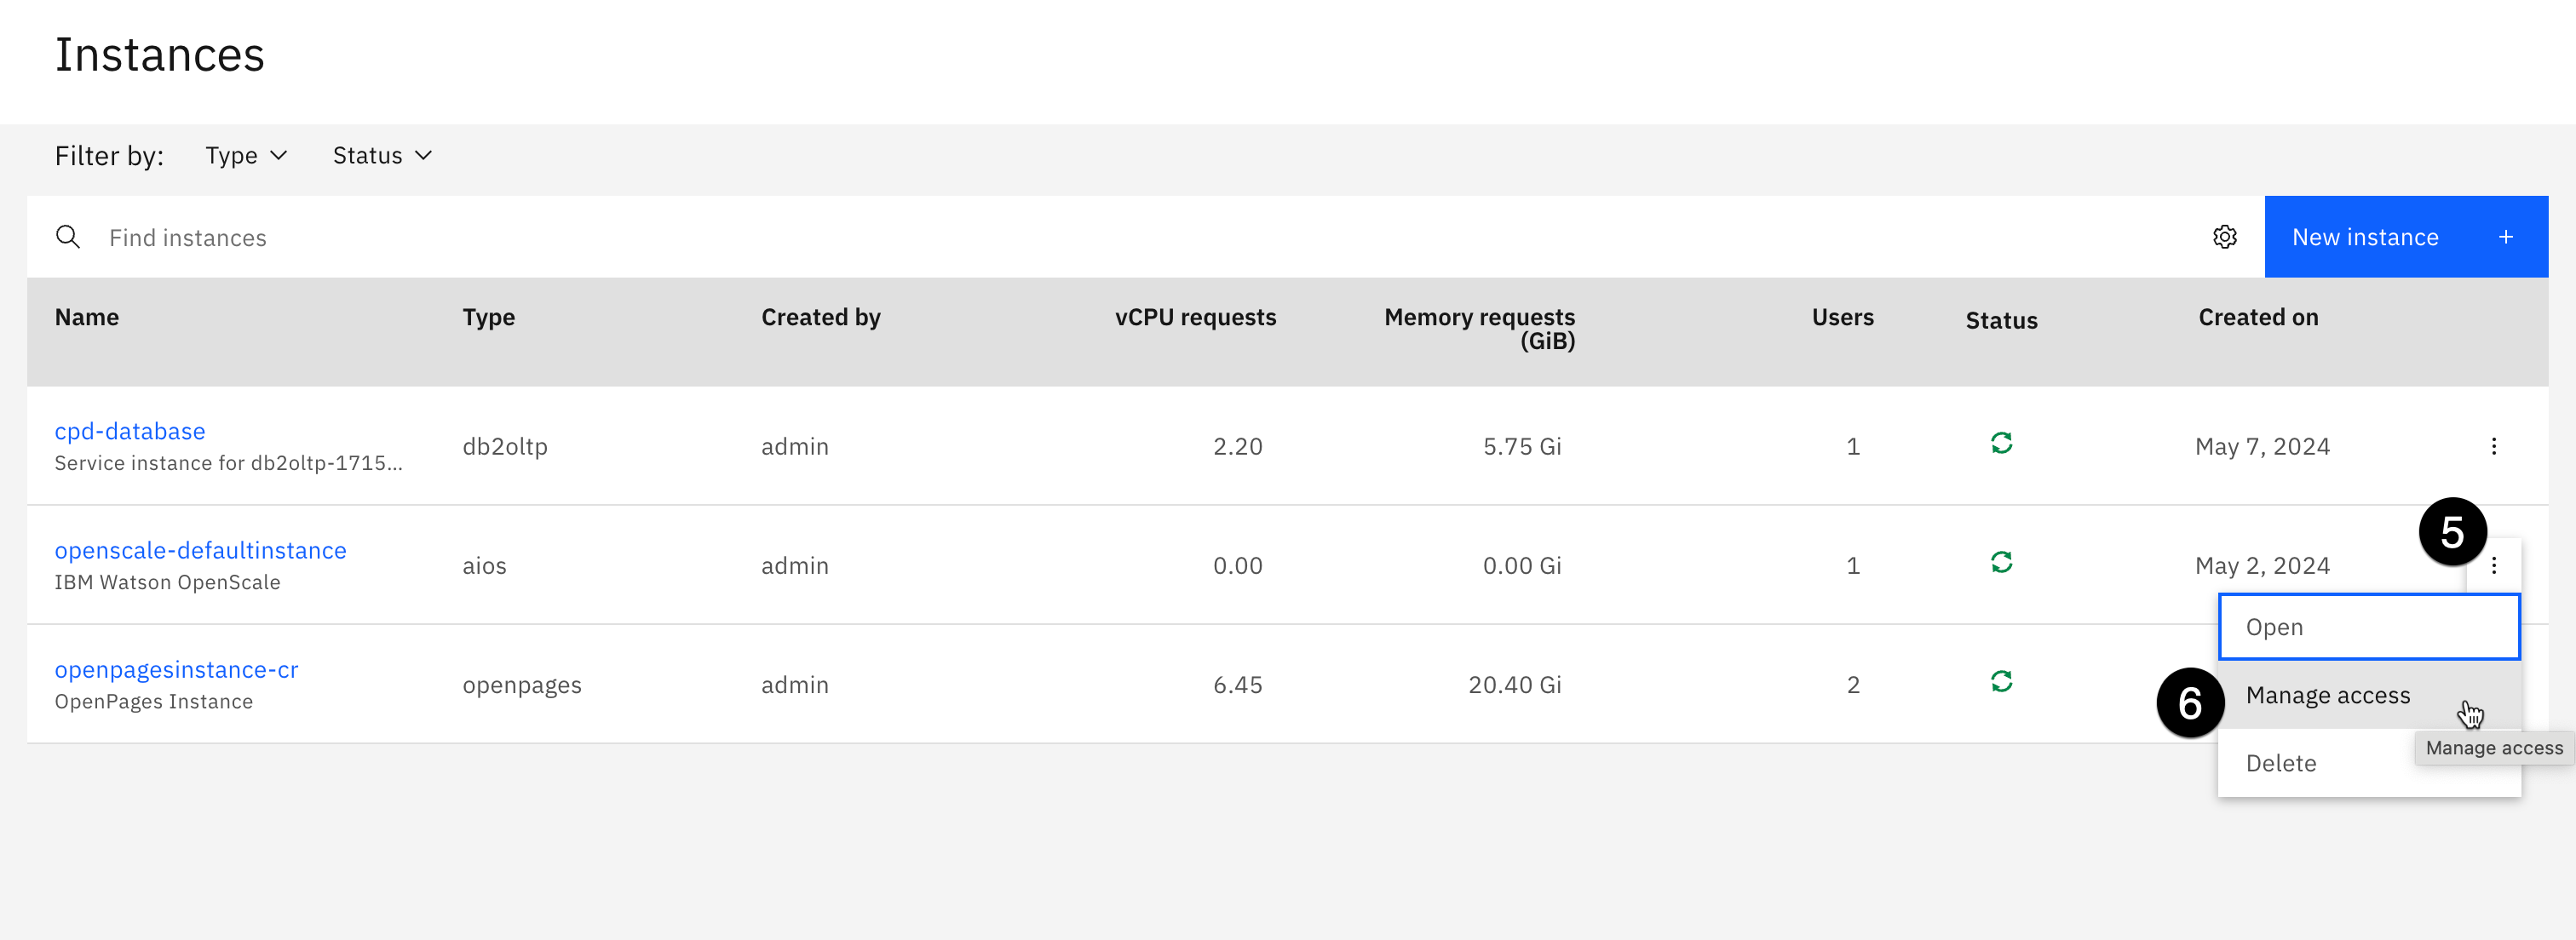 Instances
Filter by: Type Status
Find instances New instance +
Name Type Created by vCPU requests Memory requests (GiB) Users Status Created on
cpd-database
Service instance for db2oltp-1715...
db2oltp admin 2.20 5.75 Gi 1 May 7, 2024
5
openscale-defaultinstance
IBM Watson OpenScale
aios admin 0.00 0.00 Gi 1 May 2, 2024
Open
openpagesinstance-cr
OpenPages Instance
openpages admin 6.45 20.40 Gi 2
6 Manage access
Manage access
Delete